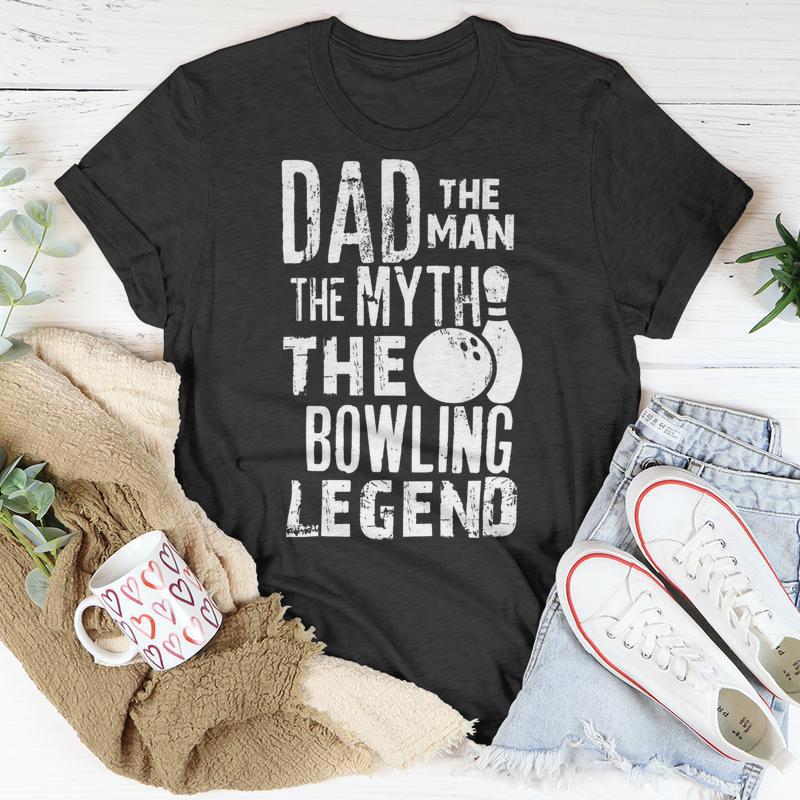 DAD THE
MAN
THE MYTH
THE
BOWLING
LEGEND